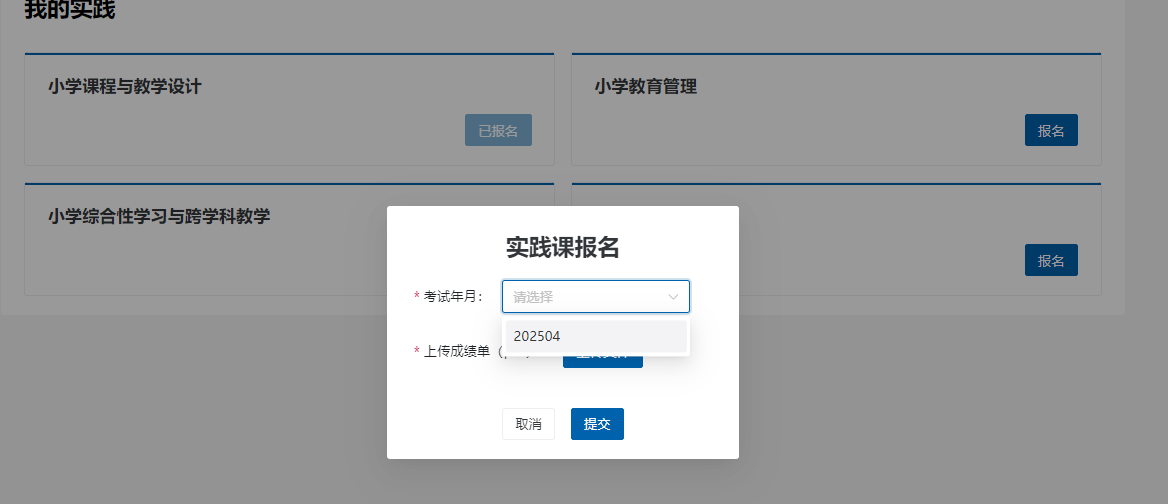 我的实践
小学课程与教学设计
小学教育管理
已报名
报名
小学综合性学习与跨学科教学
报名
实践课报名
* 考试年月：
请选择
202504
* 上传成绩单
取消
提交